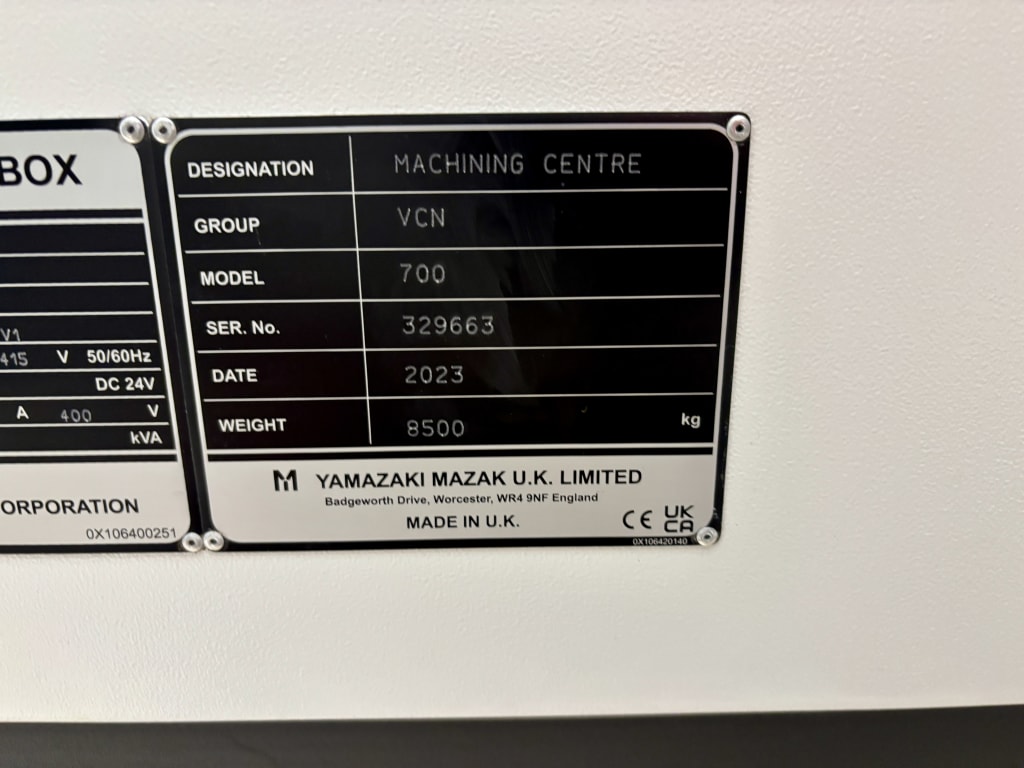 BOX
V1
415 V 50/60Hz
DC 24V
A 400 V
kVA
ORPORATION
0X106400251
DESIGNATION MACHINING CENTRE
GROUP VCN
MODEL 700
SER. No. 329663
DATE 2023
WEIGHT 8500 kg
YAMAZAKI MAZAK U.K. LIMITED
Badgeworth Drive, Worcester, WR4 9NF England
MADE IN U.K.
CE UK CA
0X106420140